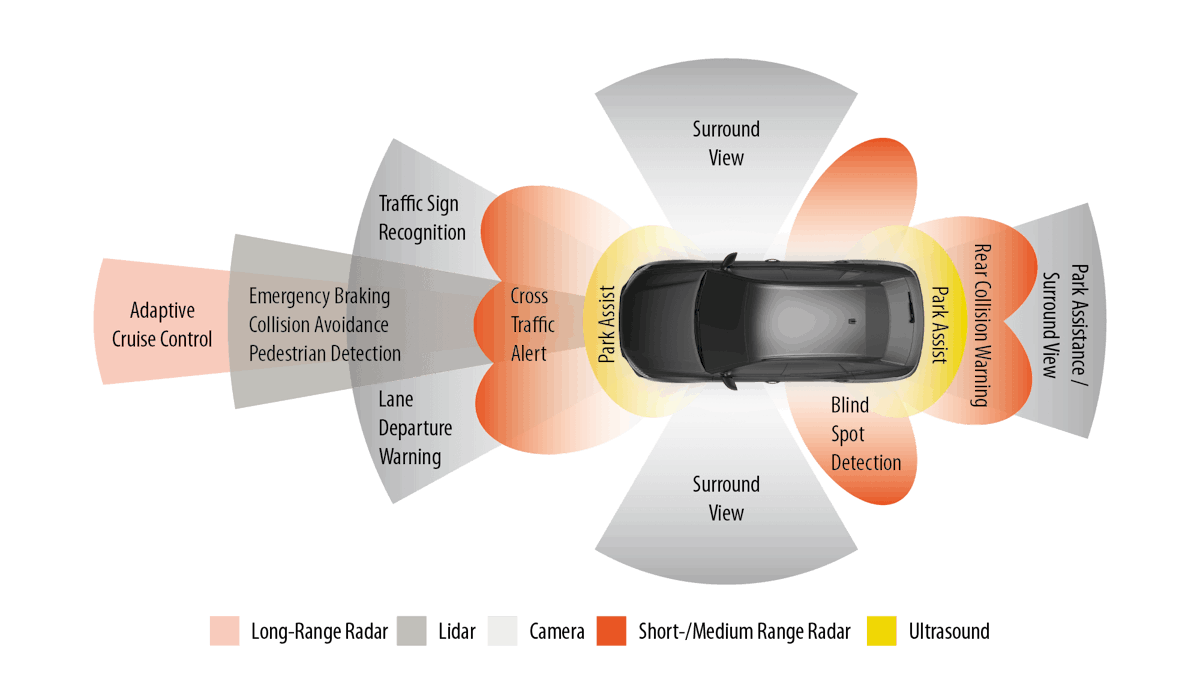 Surround
View
Traffic Sign
Recognition
Adaptive
Cruise Control
Emergency Braking
Collision Avoidance
Pedestrian Detection
Cross
Traffic
Alert
Park Assist
Park Assist
Rear Collision Warning
Park Assistance /
Surround View
Lane
Departure
Warning
Blind
Spot
Detection
Surround
View
Long-Range Radar
Lidar
Camera
Short-/Medium Range Radar
Ultrasound